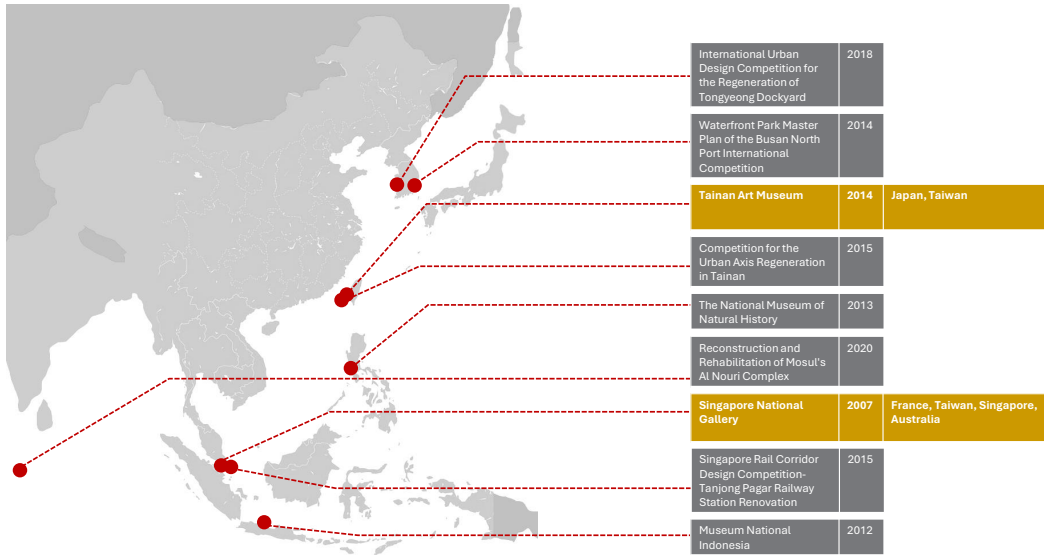 International Urban
Design Competition for
the Regeneration of
Tongyeong Dockyard
2018
Waterfront Park Master
Plan of the Busan North
Port International
Competition
2014
Tainan Art Museum
2014
Japan, Taiwan
Competition for the
Urban Axis Regeneration
in Tainan
2015
The National Museum of
Natural History
2013
Reconstruction and
Rehabilitation of Mosul's
Al Nouri Complex
2020
Singapore National
Gallery
2007
France, Taiwan, Singapore,
Australia
Singapore Rail Corridor
Design Competition-
Tanjong Pagar Railway
Station Renovation
2015
Museum National
Indonesia
2012